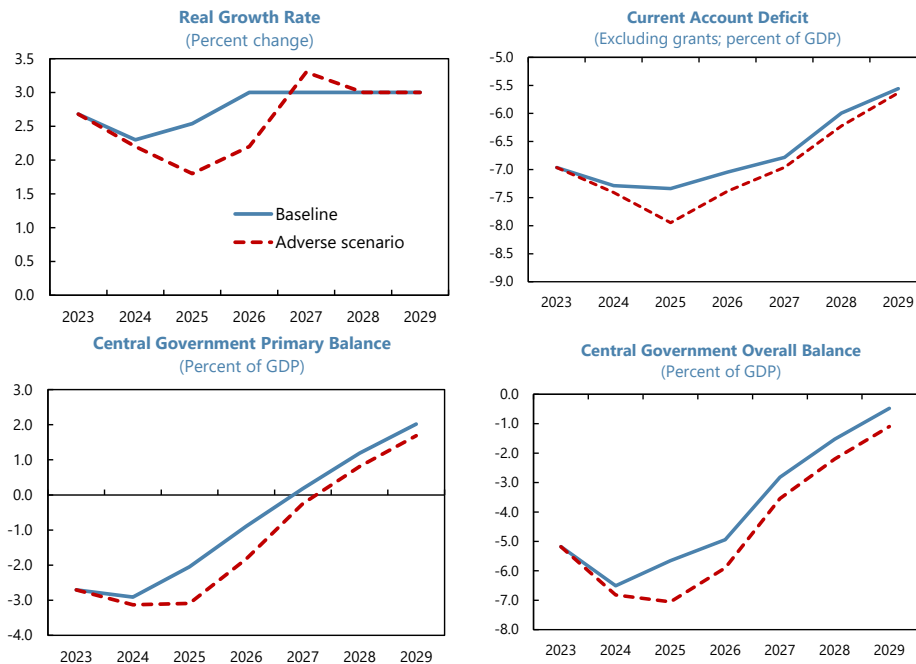 Real Growth Rate
(Percent change)
3.5
3.0
2.5
2.0
1.5
1.0
0.5
0.0
Baseline
Adverse scenario
2023 2024 2025 2026 2027 2028 2029
Current Account Deficit
(Excluding grants; percent of GDP)
-5.0
-5.5
-6.0
-6.5
-7.0
-7.5
-8.0
-8.5
-9.0
2023 2024 2025 2026 2027 2028 2029
Central Government Primary Balance
(Percent of GDP)
3.0
2.0
1.0
0.0
-1.0
-2.0
-3.0
-4.0
2023 2024 2025 2026 2027 2028 2029
Central Government Overall Balance
(Percent of GDP)
0.0
-1.0
-2.0
-3.0
-4.0
-5.0
-6.0
-7.0
-8.0
2023 2024 2025 2026 2027 2028 2029